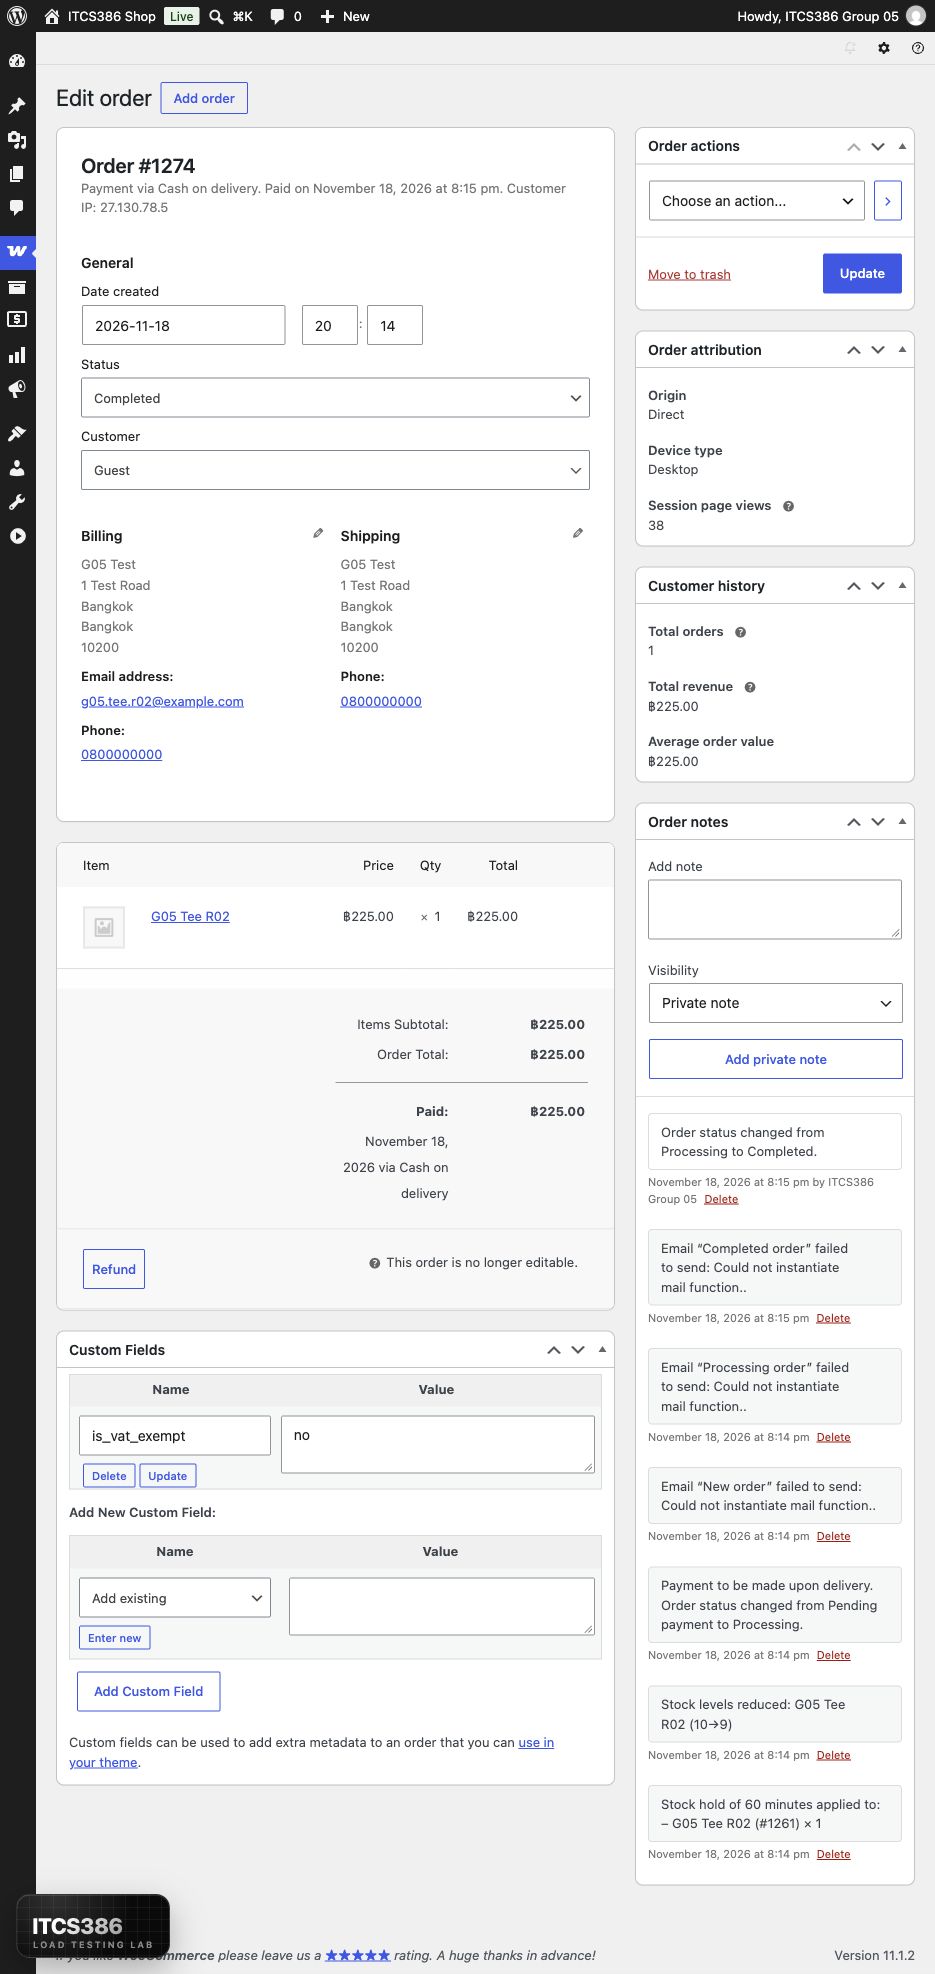 ITCS386 Shop Live ⌘K 0 New Howdy, ITCS386 Group 05
Edit order
Add order
Order #1274
Payment via Cash on delivery. Paid on November 18, 2026 at 8:15 pm. Customer
IP: 27.130.78.5
General
Date created
2026-11-18 20 : 14
Status
Completed
Customer
Guest
Billing
G05 Test
1 Test Road
Bangkok
Bangkok
10200
Email address:
g05.tee.r02@example.com
Phone:
0800000000
Shipping
G05 Test
1 Test Road
Bangkok
Bangkok
10200
Phone:
0800000000
Item Price Qty Total
G05 Tee R02 ฿225.00 × 1 ฿225.00
Items Subtotal: ฿225.00
Order Total: ฿225.00
Paid: ฿225.00
November 18,
2026 via Cash on
delivery
Refund
This order is no longer editable.
Custom Fields
Name Value
is_vat_exempt no
Delete Update
Add New Custom Field:
Name Value
Add existing
Enter new
Add Custom Field
Custom fields can be used to add extra metadata to an order that you can use in
your theme.
Order actions
Choose an action...
Move to trash
Update
Order attribution
Origin
Direct
Device type
Desktop
Session page views
38
Customer history
Total orders
1
Total revenue
฿225.00
Average order value
฿225.00
Order notes
Add note
Visibility
Private note
Add private note
Order status changed from
Processing to Completed.
November 18, 2026 at 8:15 pm by ITCS386
Group 05 Delete
Email “Completed order” failed
to send: Could not instantiate
mail function..
November 18, 2026 at 8:15 pm Delete
Email “Processing order” failed
to send: Could not instantiate
mail function..
November 18, 2026 at 8:14 pm Delete
Email “New order” failed to send:
Could not instantiate mail function..
November 18, 2026 at 8:14 pm Delete
Payment to be made upon delivery.
Order status changed from Pending
payment to Processing.
November 18, 2026 at 8:14 pm Delete
Stock levels reduced: G05 Tee
R02 (10→9)
November 18, 2026 at 8:14 pm Delete
Stock hold of 60 minutes applied to:
– G05 Tee R02 (#1261) × 1
November 18, 2026 at 8:14 pm Delete
ITCS386
LOAD TESTING LAB
please leave us a ★★★★★ rating. A huge thanks in advance!
Version 11.1.2